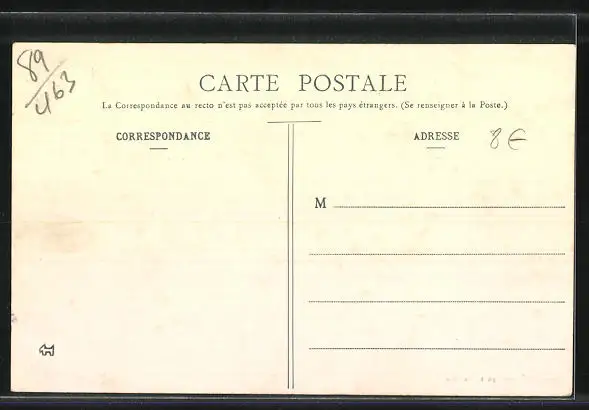 89
463
CARTE POSTALE
La Correspondance au recto n'est pas acceptée par tous les pays étrangers. (Se renseigner à la Poste.)
CORRESPONDANCE
ADRESSE
8€
M